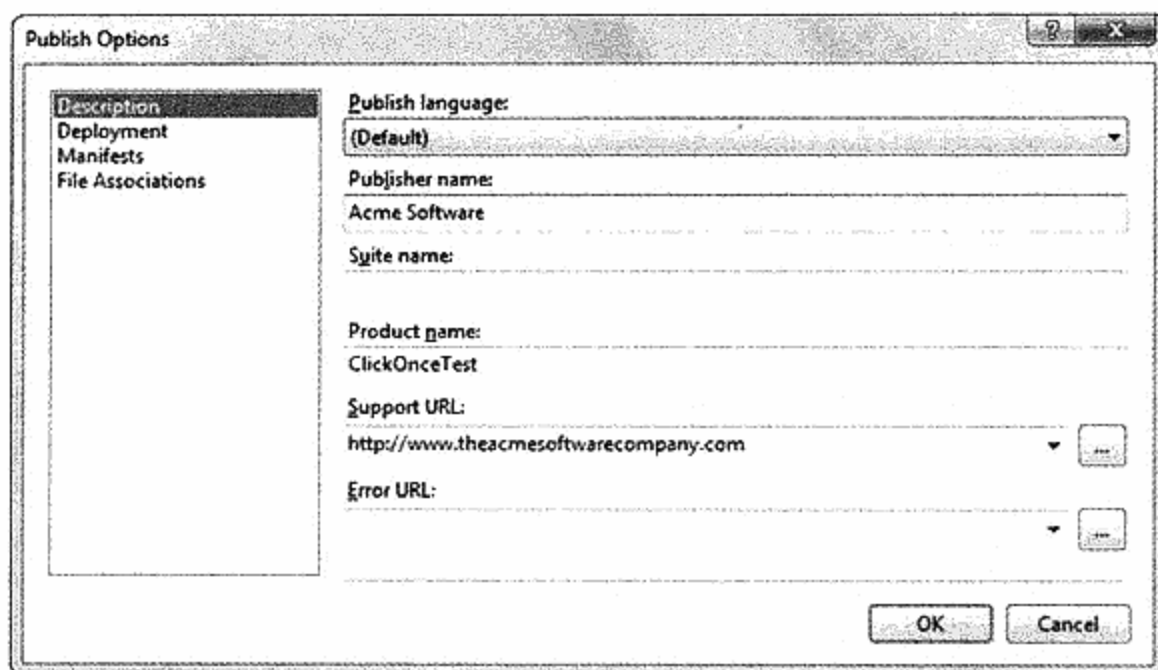 Publish Options
Description
Deployment
Manifests
File Associations
Publish language:
(Default)
Publisher name:
Acme Software
Suite name:
Product name:
ClickOnceTest
Support URL:
http://www.theacmesoftwarecompany.com
...
Error URL:
...
OK
Cancel